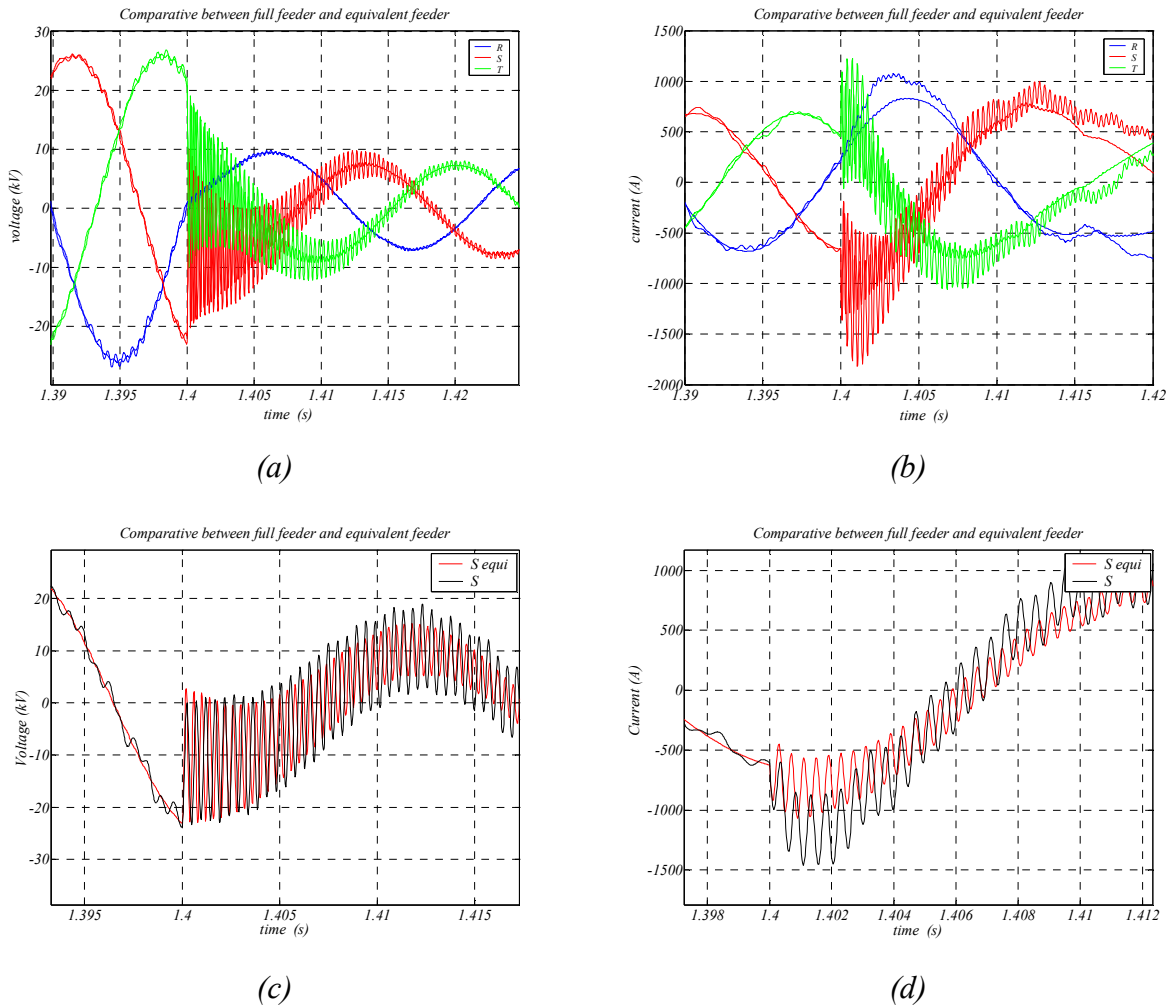 Comparative between full feeder and equivalent feeder
voltage (kV)
30
20
10
0
-10
-20
R
S
T
1.39
1.395
1.4
1.405
1.41
1.415
1.42
time (s)
(a)
Comparative between full feeder and equivalent feeder
current (A)
1500
1000
500
0
-500
-1000
-1500
-2000
R
S
T
1.39
1.395
1.4
1.405
1.41
1.415
1.42
time (s)
(b)
Comparative between full feeder and equivalent feeder
Voltage (kV)
20
10
0
-10
-20
-30
S equi
S
1.395
1.4
1.405
1.41
1.415
time (s)
(c)
Comparative between full feeder and equivalent feeder
Current (A)
1000
500
0
-500
-1000
-1500
S equi
S
1.398
1.4
1.402
1.404
1.406
1.408
1.41
1.412
time (s)
(d)